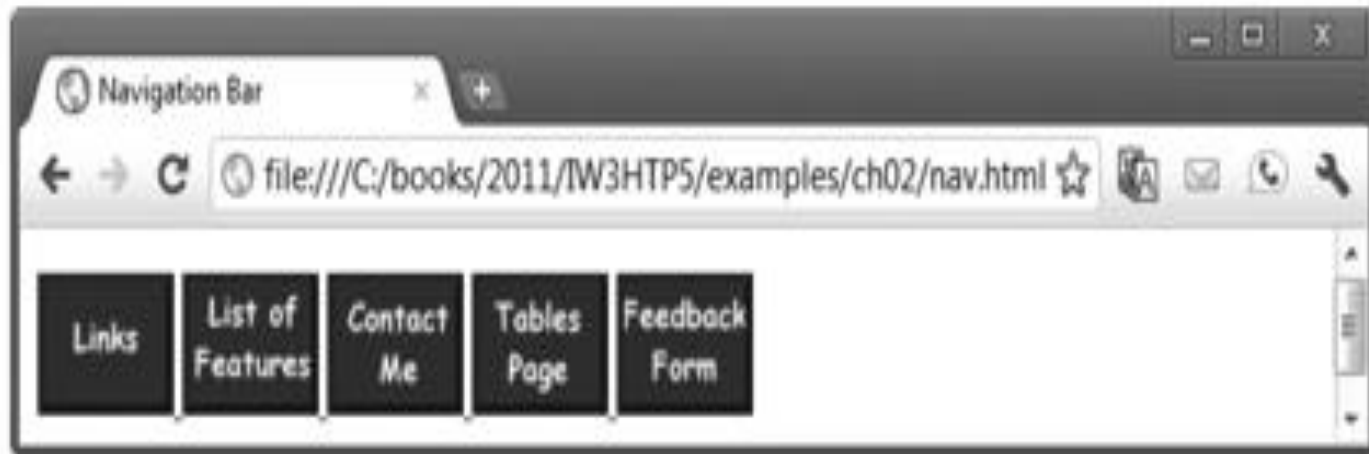 Navigation Bar
file:///C:/books/2011/IW3HTP5/examples/ch02/nav.html
Links
List of
Features
Contact
Me
Tables
Page
Feedback
Form